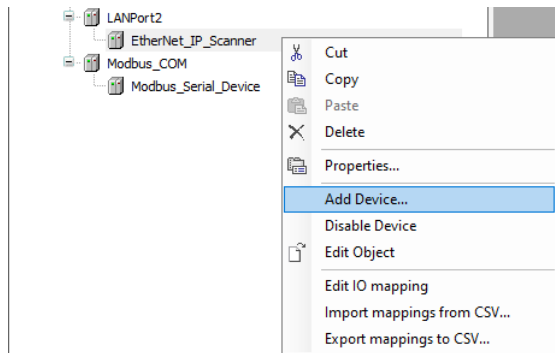 LANPort2
EtherNet_IP_Scanner
Modbus_COM
Modbus_Serial_Device
Cut
Copy
Paste
Delete
Properties...
Add Device...
Disable Device
Edit Object
Edit IO mapping
Import mappings from CSV...
Export mappings to CSV...